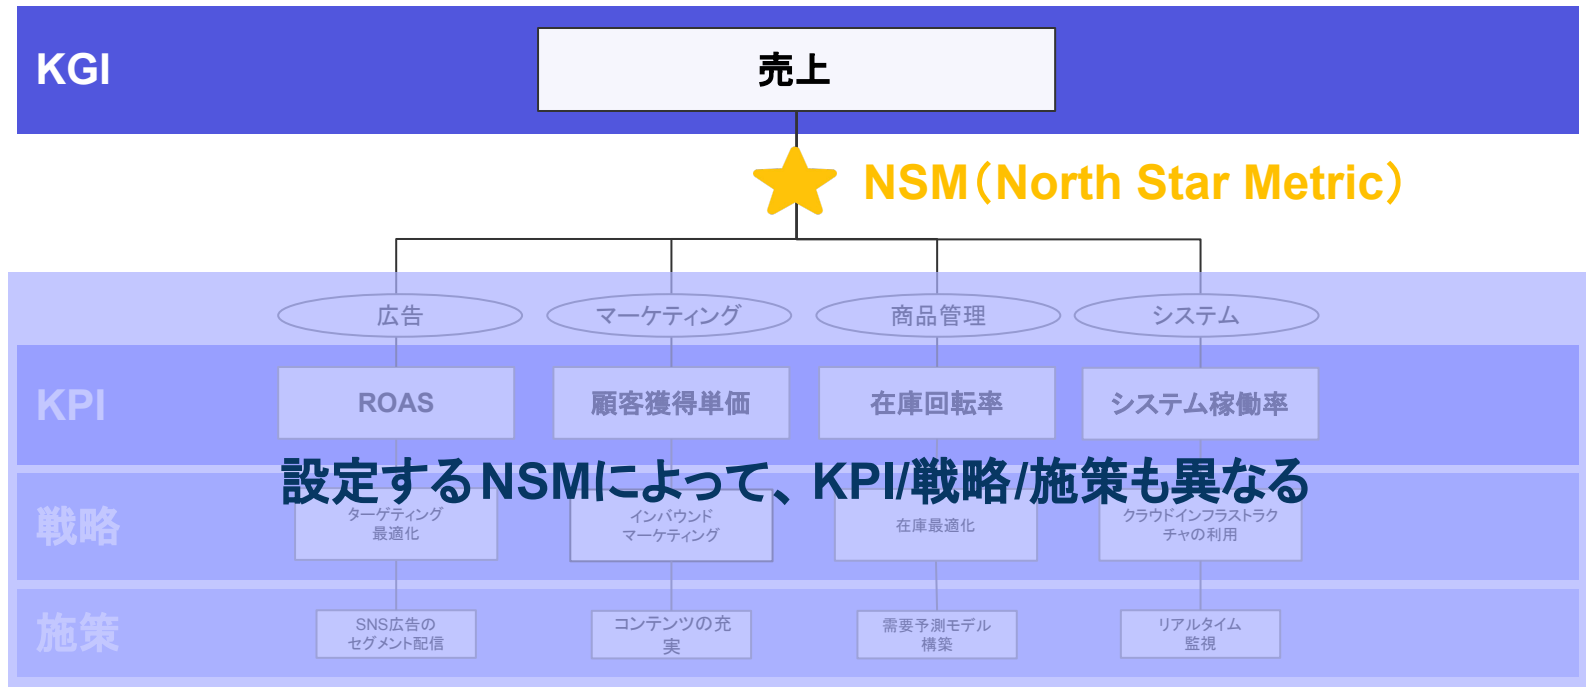 KGI
売上
NSM（North Star Metric）
広告
マーケティング
商品管理
システム
KPI
ROAS
顧客獲得単価
在庫回転率
システム稼働率
設定するNSMによって、KPI/戦略/施策も異なる
戦略
ターゲティング
最適化
インバウンド
マーケティング
在庫最適化
クラウドインフラストラク
チャの利用
施策
SNS広告の
セグメント配信
コンテンツの充
実
需要予測モデル
構築
リアルタイム
監視